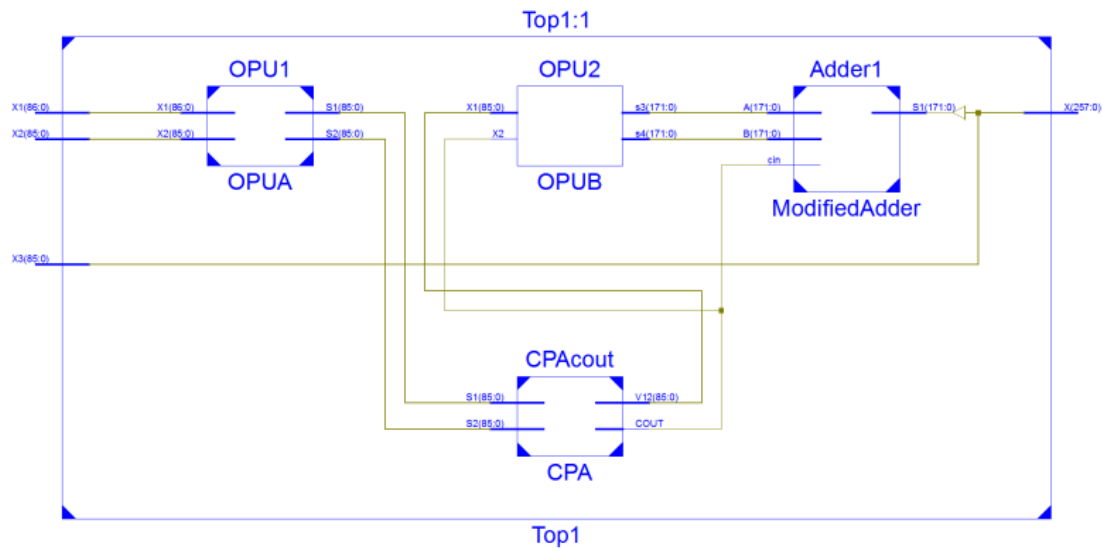 Top1:1
OPU1
OPU2
Adder1
X1(86:0)
X1(86:0)
S1(85:0)
X1(85:0)
s3(171:0)
A(171:0)
S1(171:0)
X(257:0)
X2(85:0)
X2(85:0)
S2(85:0)
X2
s4(171:0)
B(171:0)
cin
OPUA
OPUB
ModifiedAdder
X3(85:0)
CPAcout
S1(85:0)
V12(85:0)
S2(85:0)
COUT
CPA
Top1